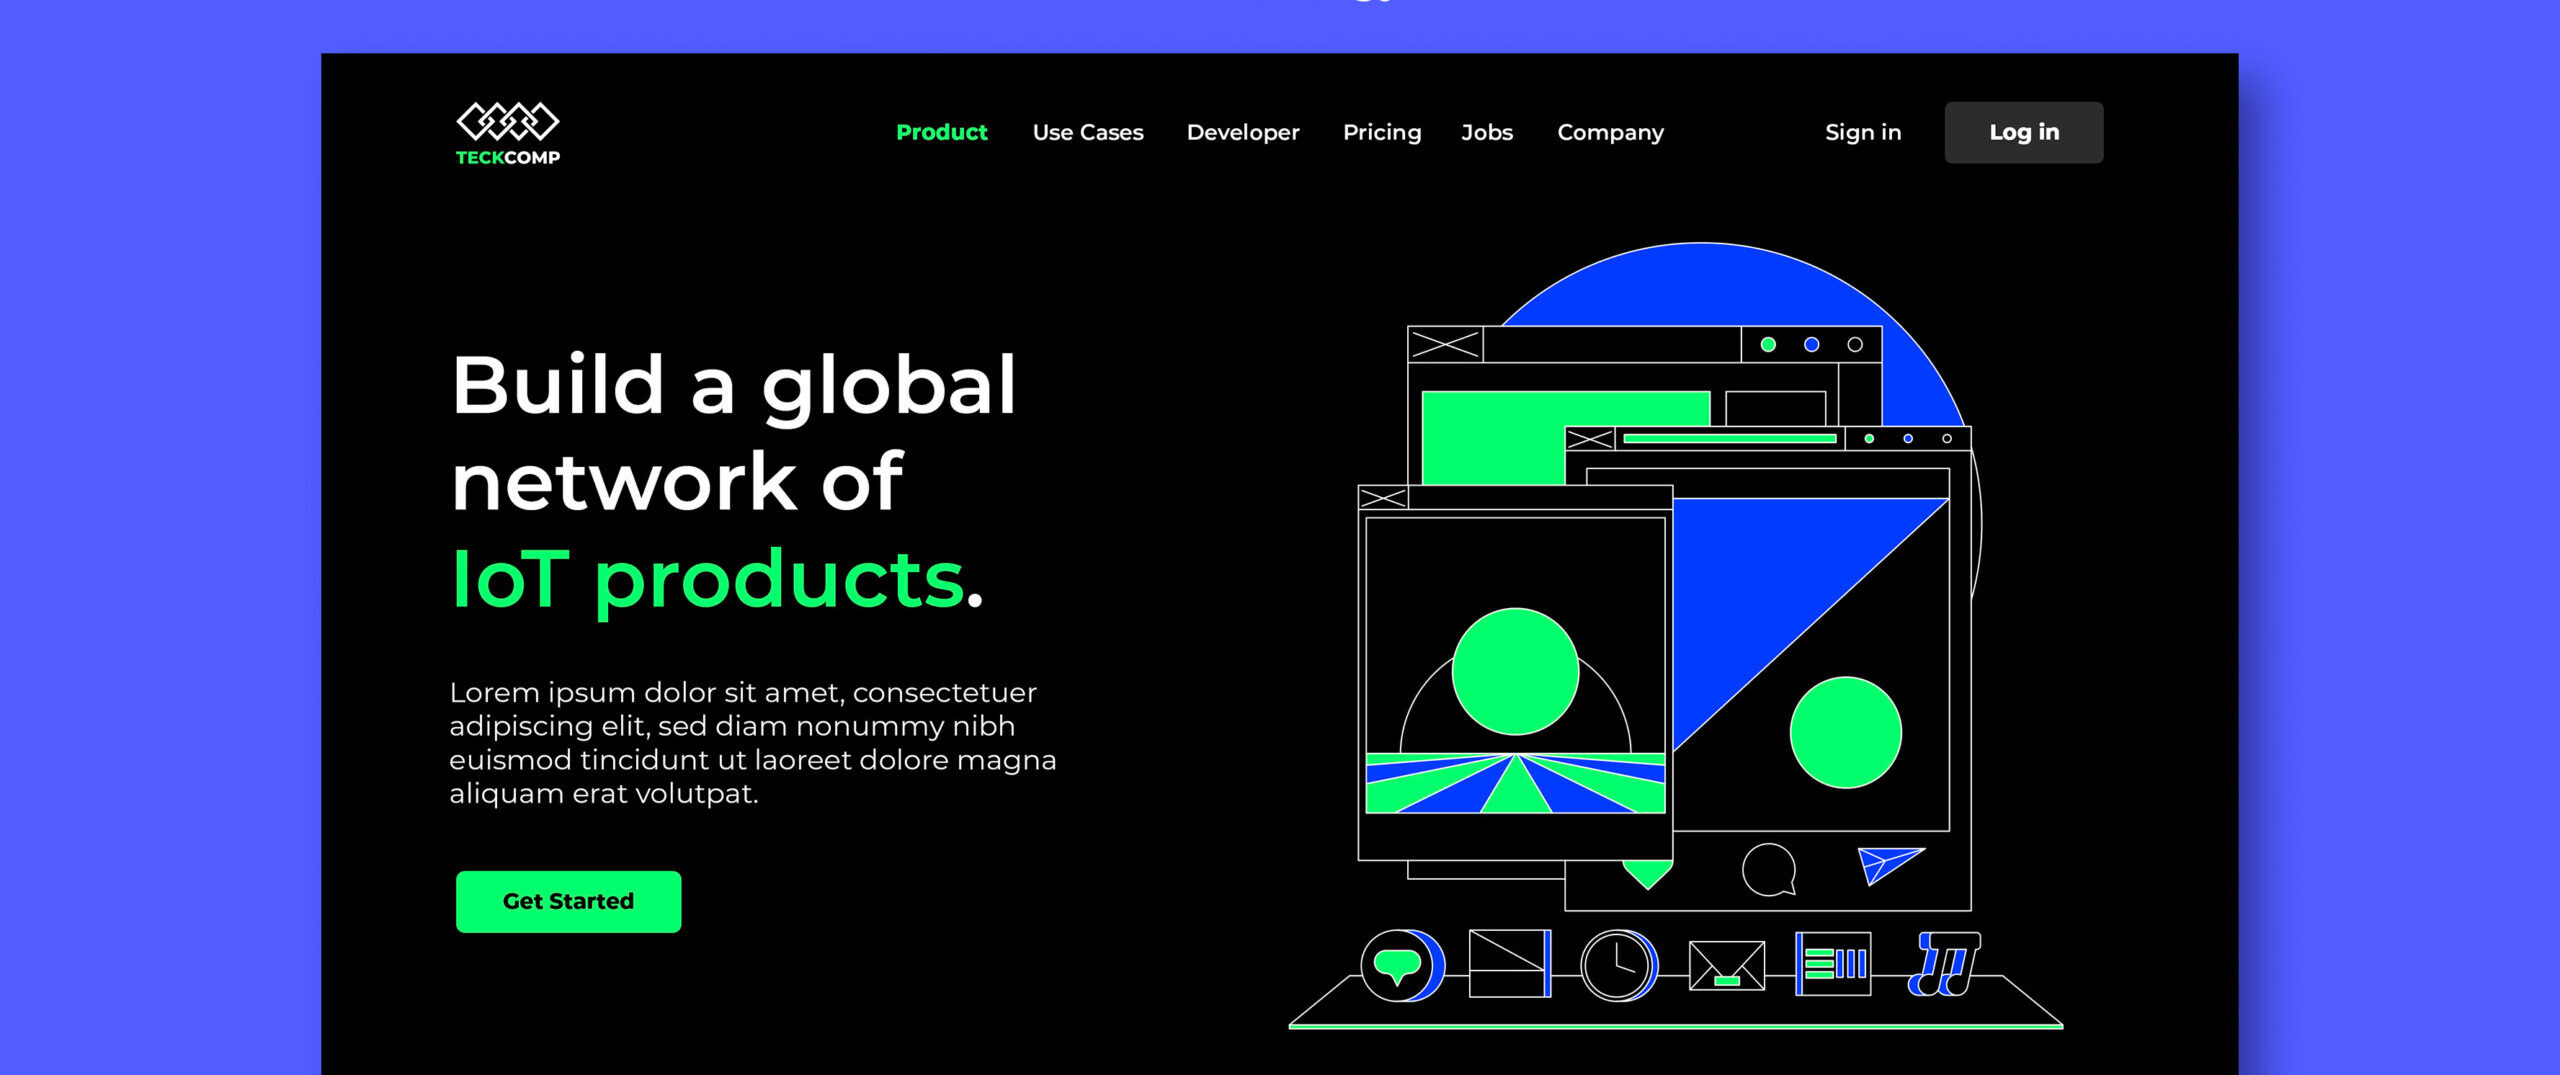 TECKCOMP
Product Use Cases Developer Pricing Jobs Company Sign in Log in
Build a global
network of
IoT products.
Lorem ipsum dolor sit amet, consectetuer
adipiscing elit, sed diam nonummy nibh
euismod tincidunt ut laoreet dolore magna
aliquam erat volutpat.
Get Started